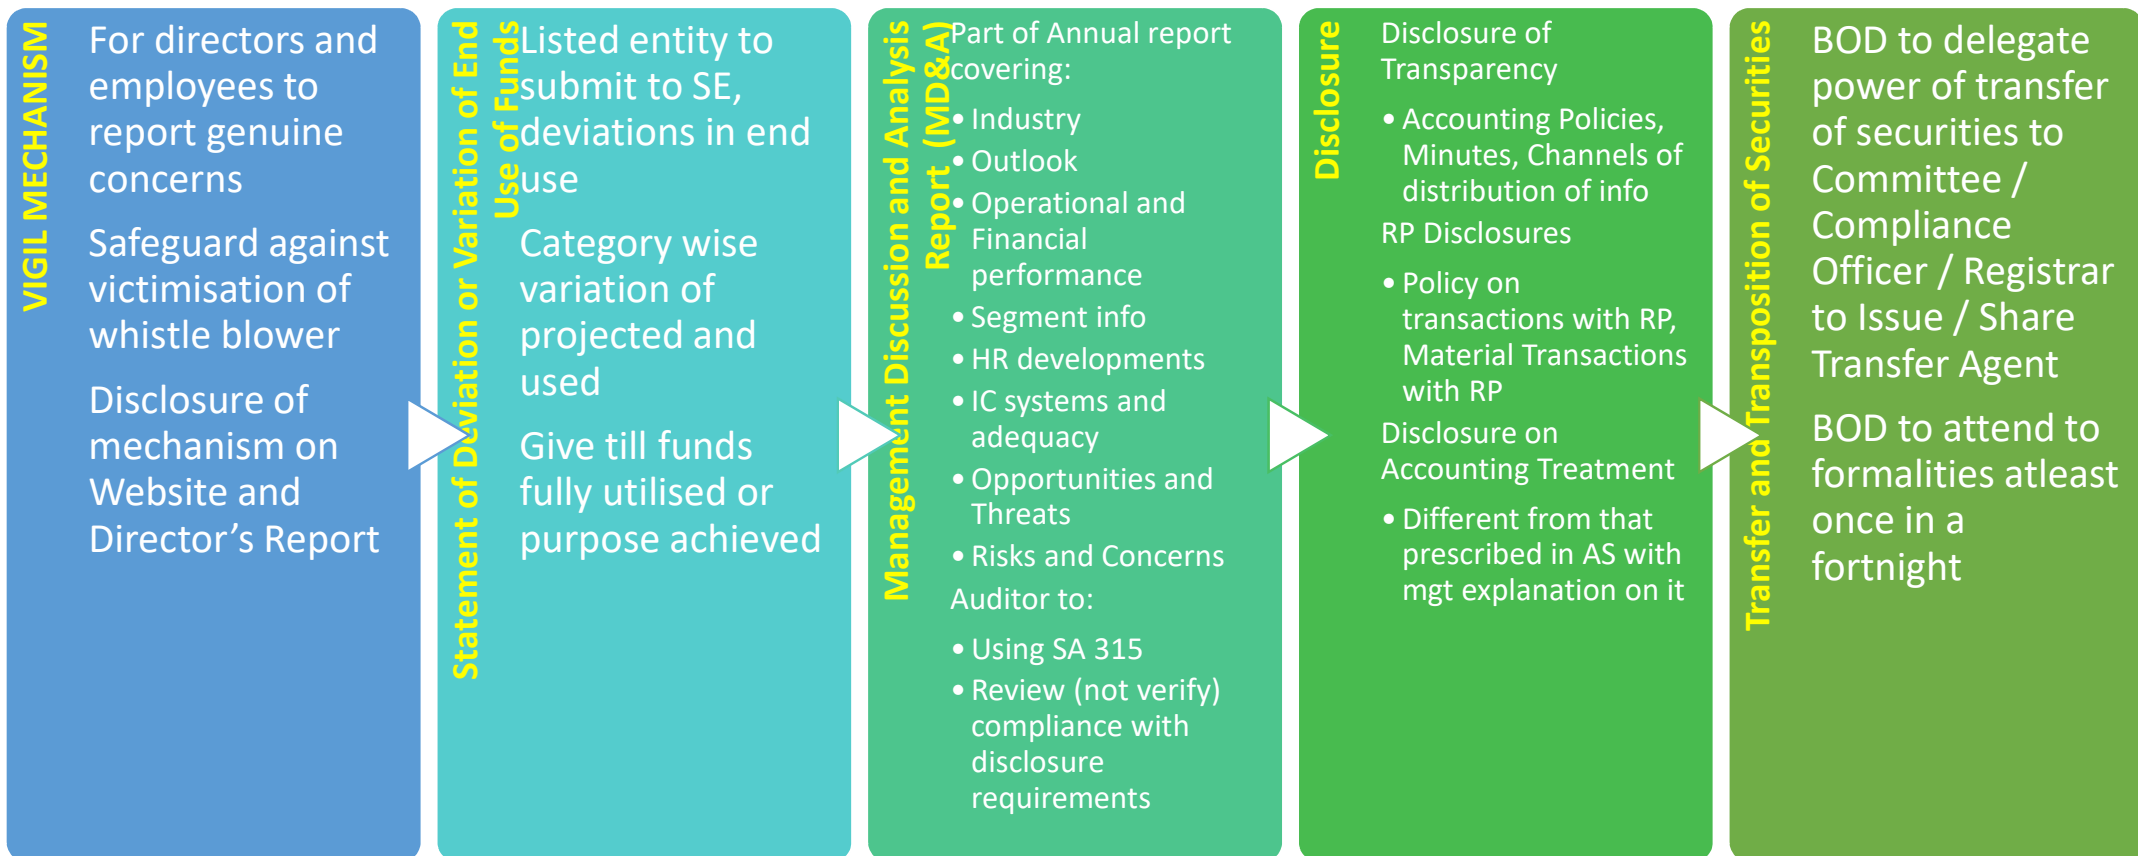 VIGIL MECHANISM
For directors and
employees to
report genuine
concerns
Safeguard against
victimisation of
whistle blower
Disclosure of
mechanism on
Website and
Director’s Report
Statement of Deviation or Variation of End
Use of Funds
Listed entity to
submit to SE,
deviations in end
use
Category wise
variation of
projected and
used
Give till funds
fully utilised or
purpose achieved
Management Discussion and Analysis
Report (MD&A)
Part of Annual report
covering:
• Industry
• Outlook
• Operational and
Financial
performance
• Segment info
• HR developments
• IC systems and
adequacy
• Opportunities and
Threats
• Risks and Concerns
Auditor to:
• Using SA 315
• Review (not verify)
compliance with
disclosure
requirements
Disclosure
Disclosure of
Transparency
• Accounting Policies,
Minutes, Channels of
distribution of info
RP Disclosures
• Policy on
transactions with RP,
Material Transactions
with RP
Disclosure on
Accounting Treatment
• Different from that
prescribed in AS with
mgt explanation on it
Transfer and Transposition of Securities
BOD to delegate
power of transfer
of securities to
Committee /
Compliance
Officer / Registrar
to Issue / Share
Transfer Agent
BOD to attend to
formalities atleast
once in a
fortnight